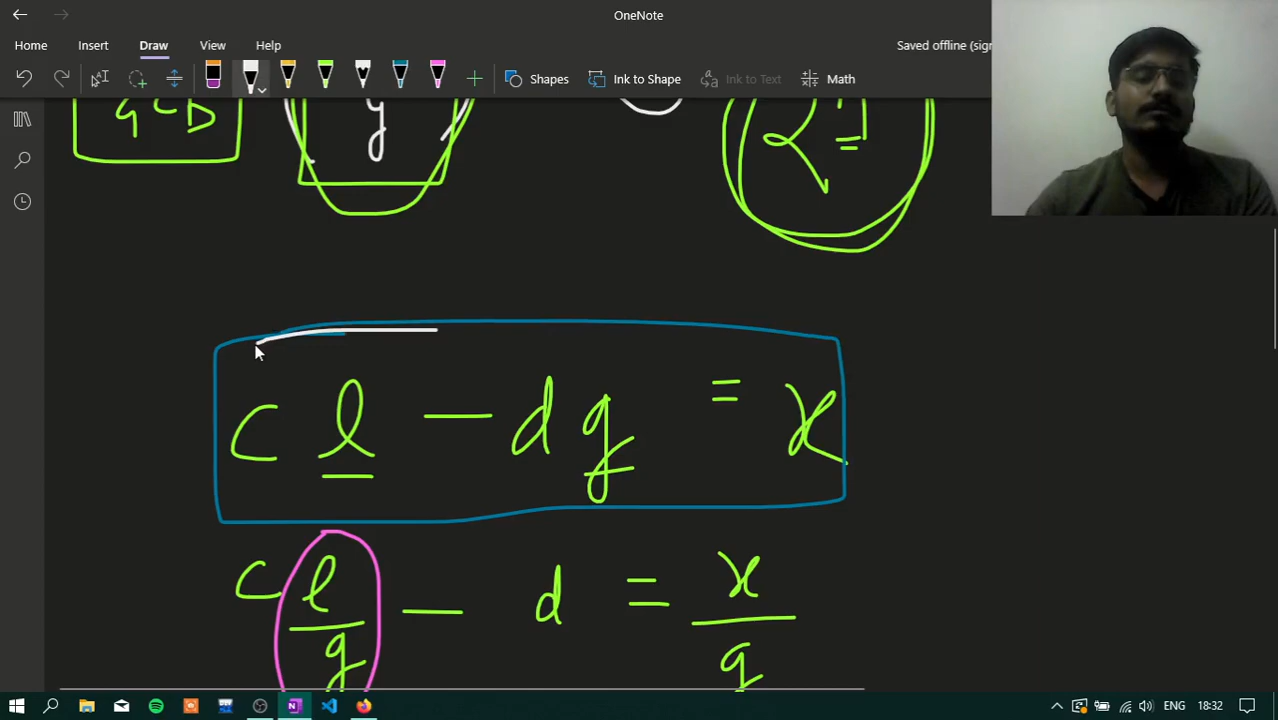 OneNote
Home Insert Draw View Help
Saved offline (sig
Shapes Ink to Shape Ink to Text Math
G C D
g
c l - d g = x
c l/g - d = x/g
ENG 18:32